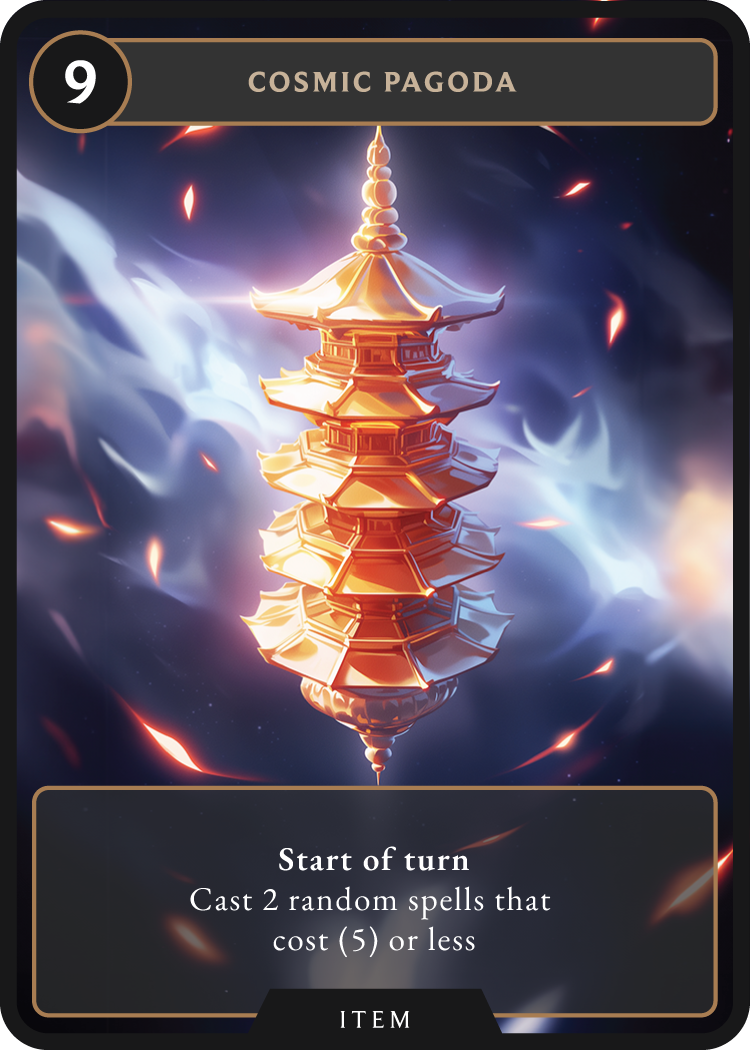 9
COSMIC PAGODA
Start of turn
Cast 2 random spells that
cost (5) or less
ITEM